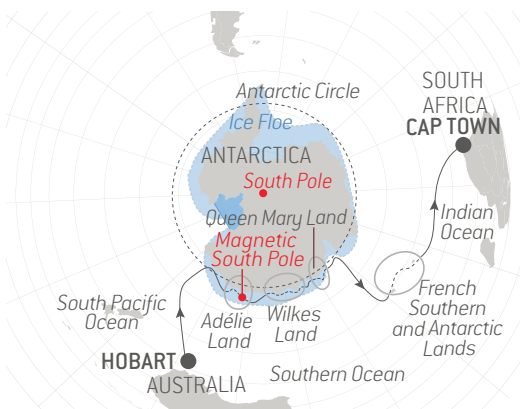 Antarctic Circle
Ice Floe
ANTARCTICA
South Pole
Queen Mary Land
Magnetic
South Pole
SOUTH
AFRICA
CAP TOWN
Indian
Ocean
French
Southern
and Antarctic
Lands
South Pacific
Ocean
Adélie
Land
Wilkes
Land
HOBART
AUSTRALIA
Southern Ocean